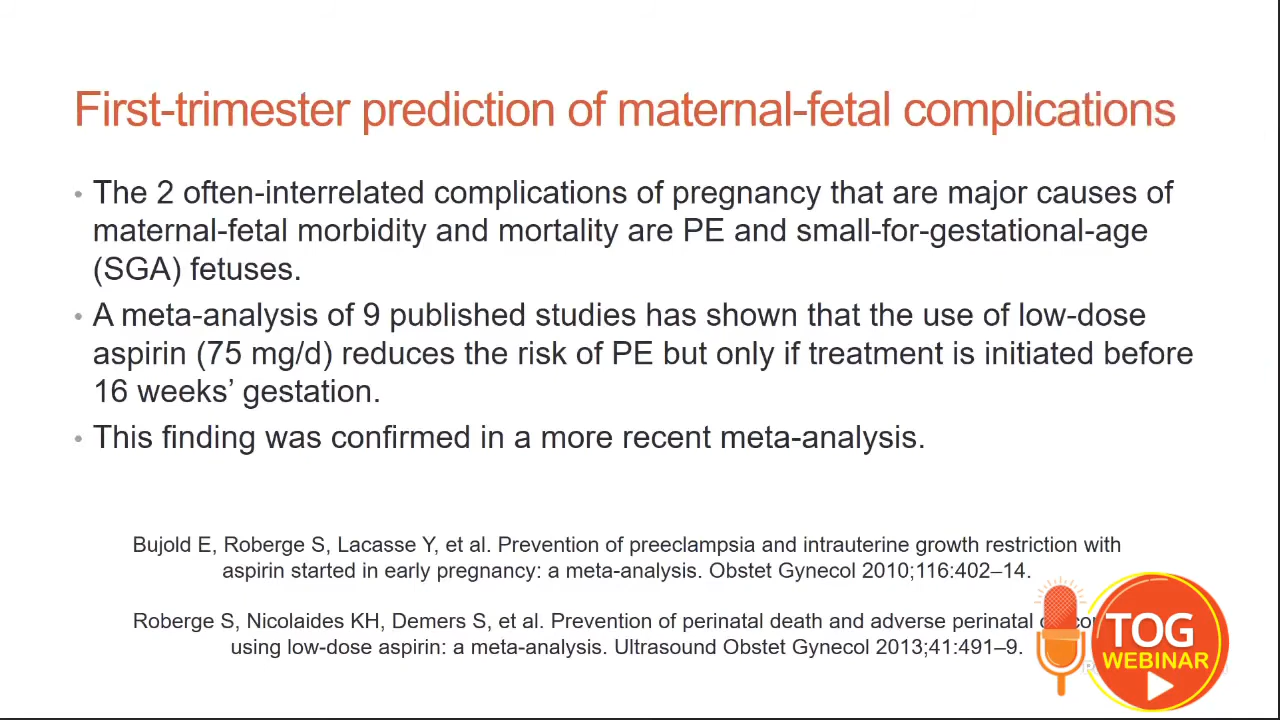 First-trimester prediction of maternal-fetal complications
• The 2 often-interrelated complications of pregnancy that are major causes of
maternal-fetal morbidity and mortality are PE and small-for-gestational-age
(SGA) fetuses.
• A meta-analysis of 9 published studies has shown that the use of low-dose
aspirin (75 mg/d) reduces the risk of PE but only if treatment is initiated before
16 weeks’ gestation.
• This finding was confirmed in a more recent meta-analysis.
Bujold E, Roberge S, Lacasse Y, et al. Prevention of preeclampsia and intrauterine growth restriction with
aspirin started in early pregnancy: a meta-analysis. Obstet Gynecol 2010;116:402–14.
Roberge S, Nicolaides KH, Demers S, et al. Prevention of perinatal death and adverse perinatal
using low-dose aspirin: a meta-analysis. Ultrasound Obstet Gynecol 2013;41:491–9.
TOG
WEBINAR